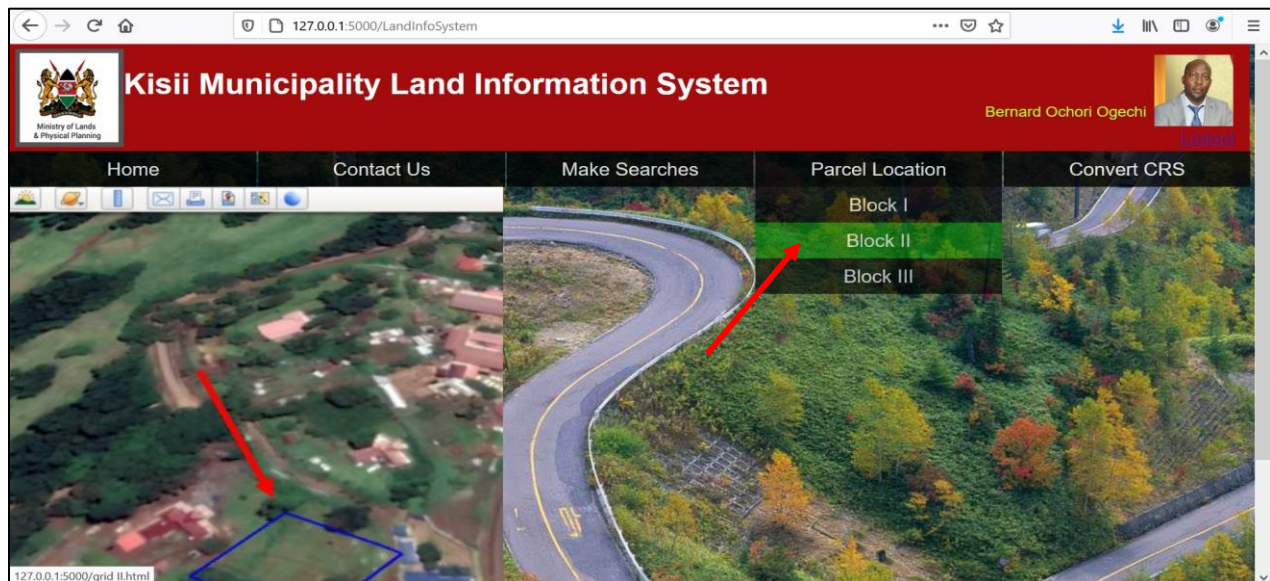 127.0.0.1:5000/LandInfoSystem
Kisii Municipality Land Information System
Ministry of Lands
& Physical Planning
Bernard Ochori Ogechi
Logout
Home
Contact Us
Make Searches
Parcel Location
Convert CRS
Block I
Block II
Block III
127.0.0.1:5000/grid II.html